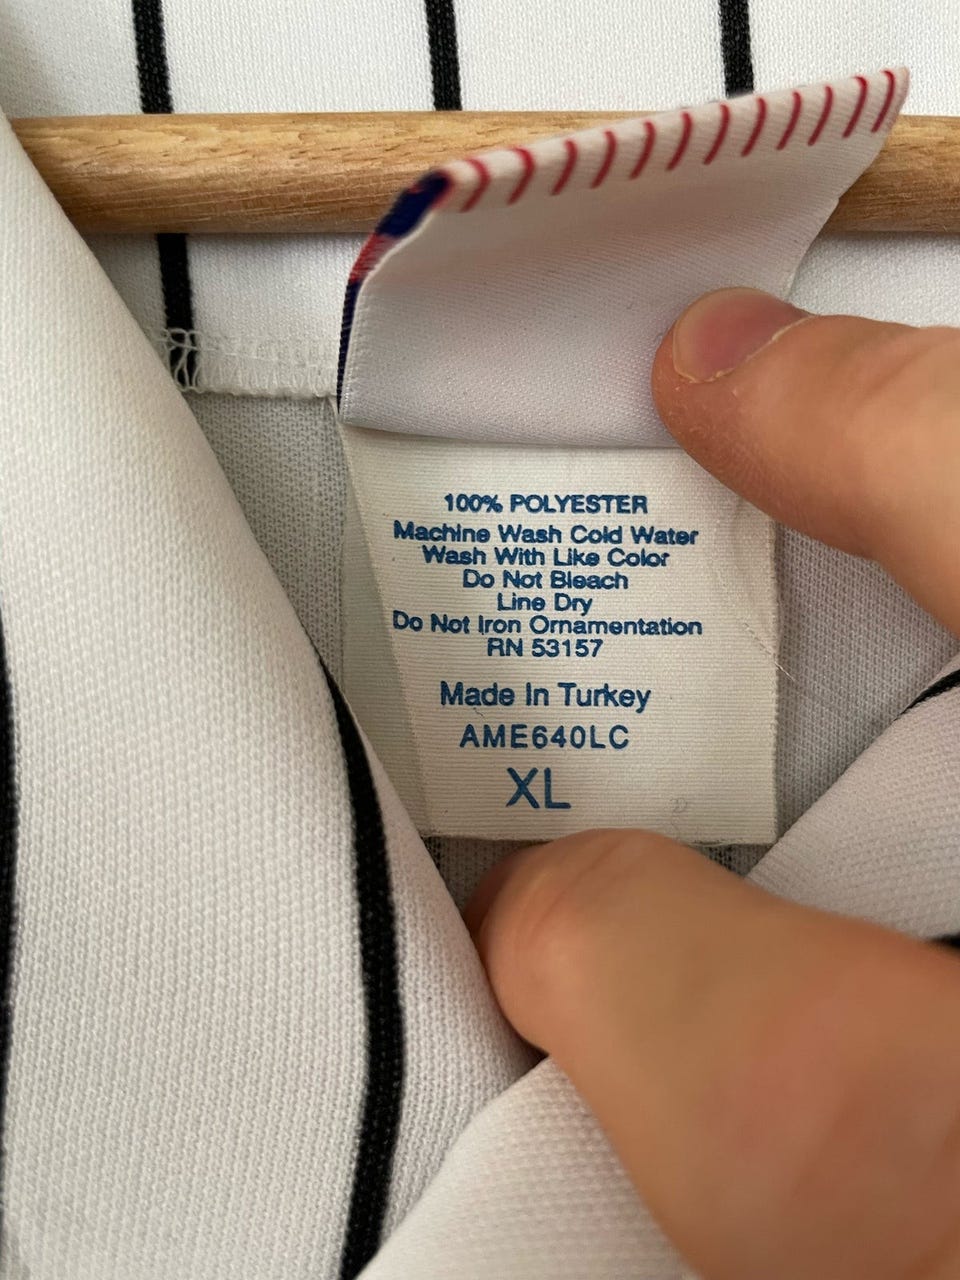 100% POLYESTER
Machine Wash Cold Water
Wash With Like Color
Do Not Bleach
Line Dry
Do Not Iron Ornamentation
RN 53157
Made In Turkey
AME640LC
XL